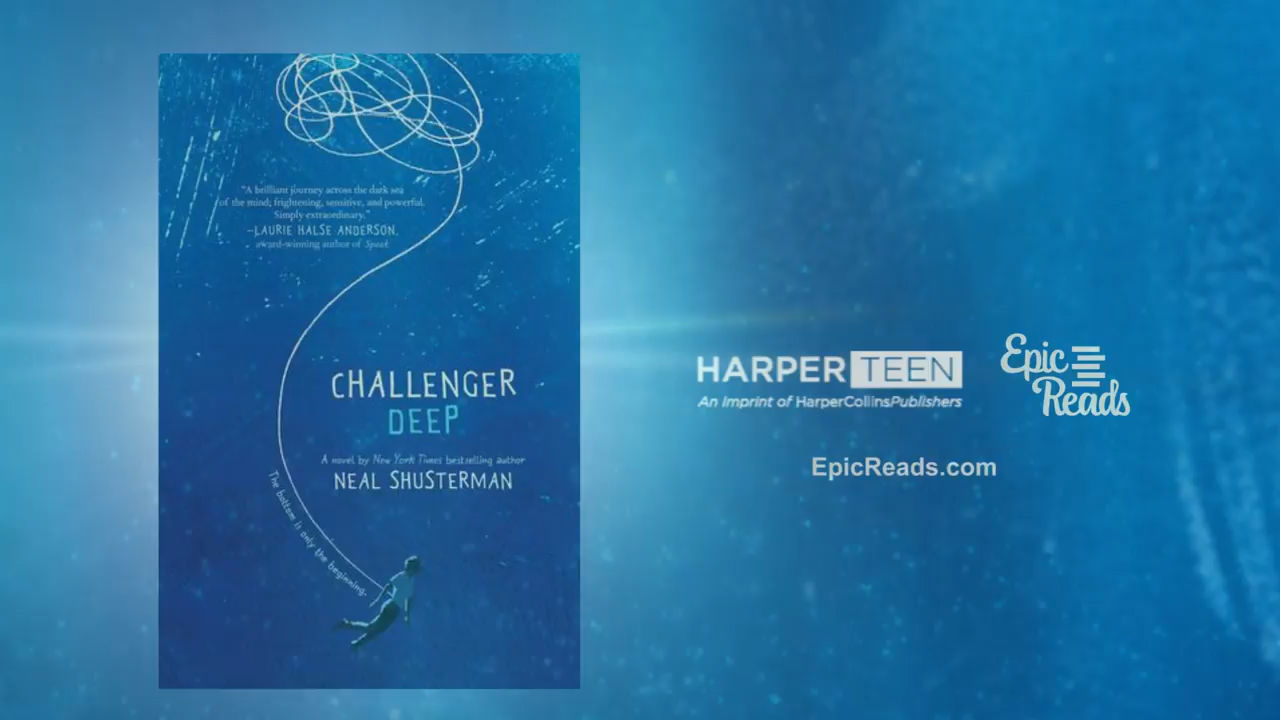 "A brilliant journey across the dark sea
of the mind; frightening, sensitive, and powerful.
Simply extraordinary."
—LAURIE HALSE ANDERSON,
award-winning author of Speak
CHALLENGER
DEEP
A novel by New York Times bestselling author
NEAL SHUSTERMAN
The bottom is only the beginning.
HARPER TEEN
An Imprint of HarperCollinsPublishers
Epic
Reads
EpicReads.com